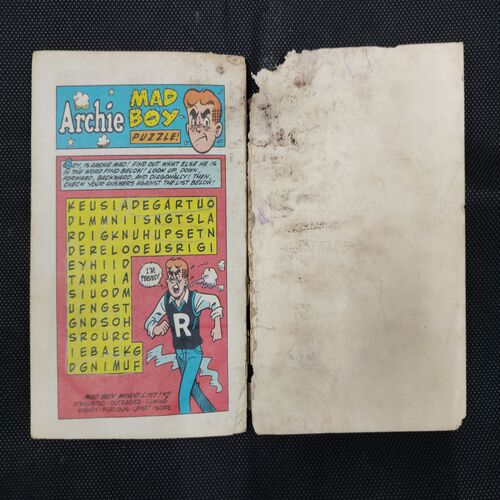 Archie
MAD
BOY
PUZZLE!
BOY, IS ARCHIE MAD! FIND OUT WHAT ELSE HE IS
IN THE WORD FIND BELOW! LOOK UP, DOWN,
FORWARD, BACKWARD, AND DIAGONALLY! THEN,
CHECK YOUR ANSWERS AGAINST THE LIST BELOW!
KEUSIADEGARTUO
DLMMNIISNGTSLA
RDIGKNUHUPSETN
DERELOOEUSRIGI
EYHIID
TANRIA
SIUODM
UFNGST
GNDSOH
SROURC
IEBAEKG
DGNIMUF
I'M
PEEVED!
R
MAD BOY WORD LIST!
DISGUSTED • OUTRAGED • FUMING
ANGRY • FURIOUS • UPSET • SORE